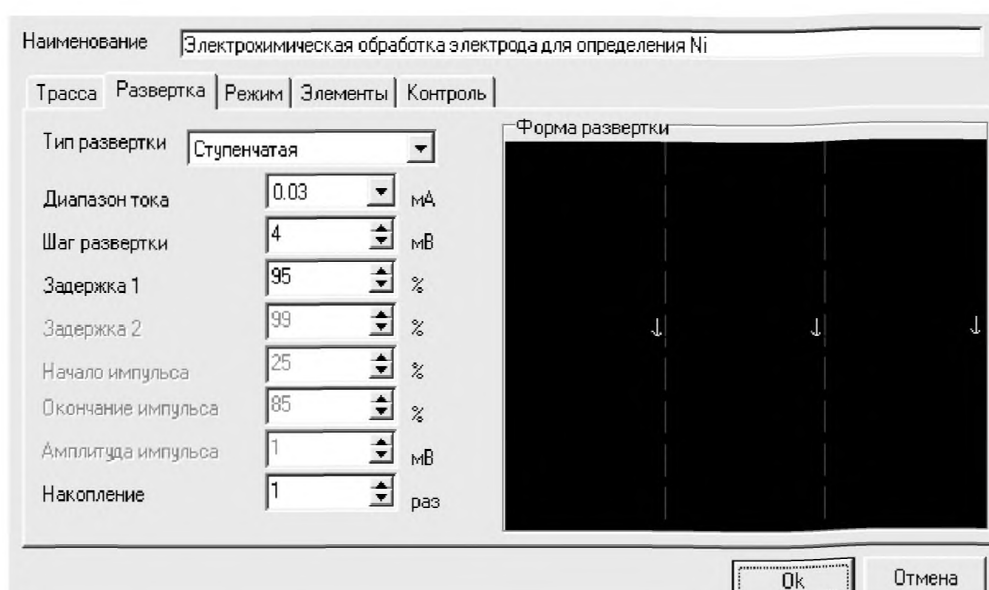 Наименование Электрохимическая обработка электрода для определения Ni
Трасса Развертка Режим Элементы Контроль
Тип развертки Ступенчатая
Форма развертки
Диапазон тока 0.03 мА
Шаг развертки 4 мВ
Задержка 1 95 %
Задержка 2 99 %
Начало импульса 25 %
Окончание импульса 85 %
Амплитуда импульса 1 мВ
Накопление 1 раз
Ok Отмена